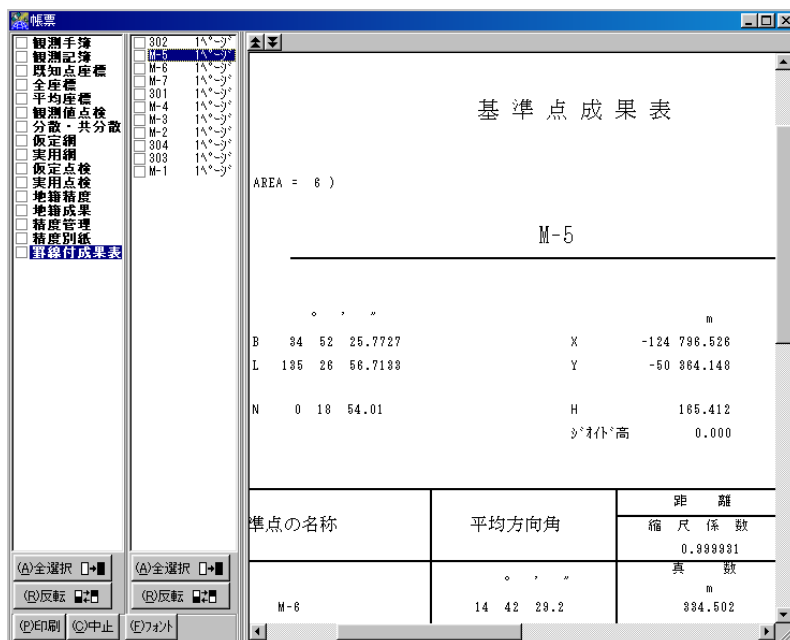 帳票
観測手簿
観測記簿
既知点座標
全座標
平均座標
観測値点検
分散・共分散
仮定網
実用網
仮定点検
実用点検
地籍精度
地籍成果
精度管理
精度別紙
罫線付成果表
302 1ページ
M-5 1ページ
M-6 1ページ
M-7 1ページ
301 1ページ
M-4 1ページ
M-3 1ページ
M-2 1ページ
304 1ページ
303 1ページ
M-1 1ページ
基 準 点 成 果 表
AREA = 6 )
M-5
° ′ ″ m
B 34 52 25.7727 X -124 796.526
L 135 26 56.7133 Y -50 364.148
N 0 18 54.01 H 165.412
ジオイド高 0.000
距 離
準点の名称 平均方向角 縮 尺 係 数
0.999931
真 数
° ′ ″ m
M-6 14 42 29.2 334.502
(A)全選択 (A)全選択
(R)反転 (R)反転
(P)印刷 (C)中止 (F)フォント